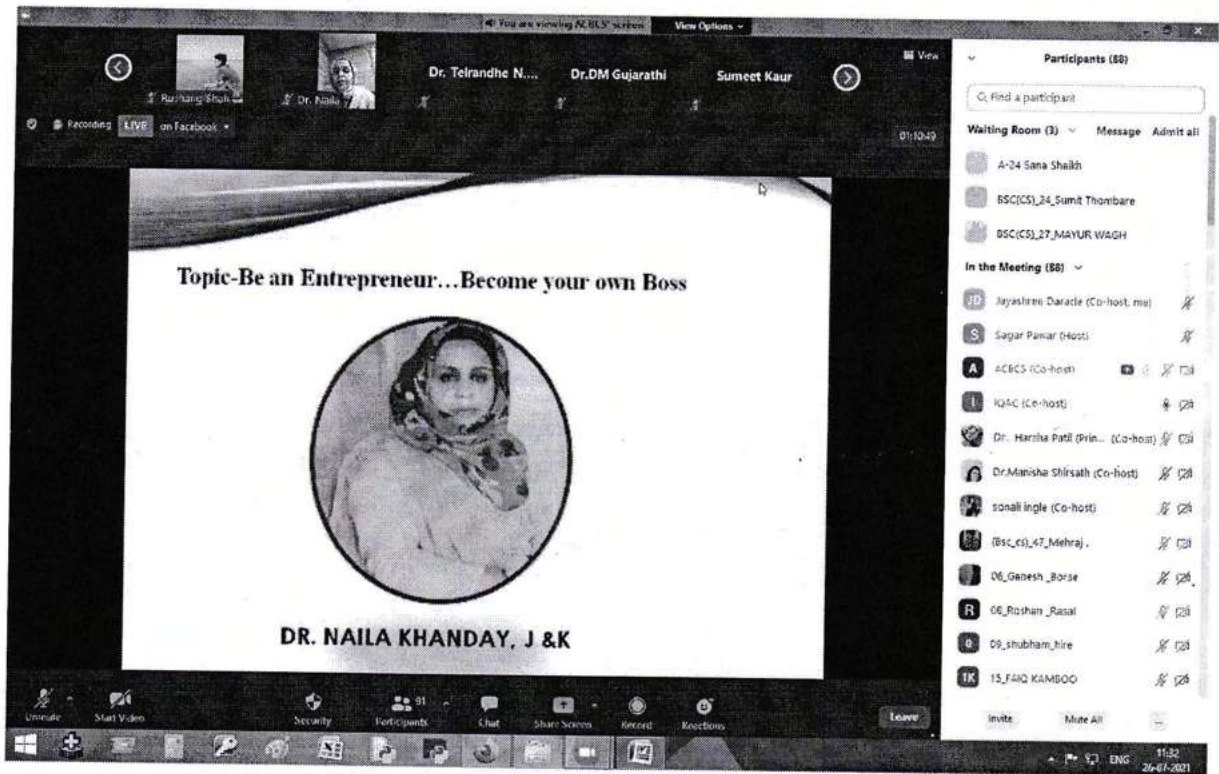 You are viewing ACBCS' screen
View Options
Rushang Shah
Dr. Naila
Dr. Telrandhe N....
Dr.DM Gujarathi
Sumeet Kaur
View
Recording LIVE on Facebook
01:10:49
Topic-Be an Entrepreneur...Become your own Boss
DR. NAILA KHANDAY, J &K
Participants (88)
Find a participant
Waiting Room (3) Message Admit all
A-24 Sana Shaikh
BSC(CS)_24_Sumit Thombare
BSC(CS)_27_MAYUR WAGH
In the Meeting (88)
JD Jayashree Darade (Co-host, me)
S Sagar Pawar (Host)
A ACBCS (Co-host)
I IQAC (Co-host)
Dr. Harsha Patil (Prin... (Co-host)
Dr.Manisha Shirsath (Co-host)
sonali ingle (Co-host)
(Bsc_cs)_47_Mehraj .
06_Ganesh _Borse
R 08_Roshan _Rasal
09_shubham_hire
1K 15_FAIQ KAMBOO
Invite Mute All ...
Unmute Start Video Security 91 Participants Chat Share Screen Record Reactions Leave
ENG 11:32
26-07-2021